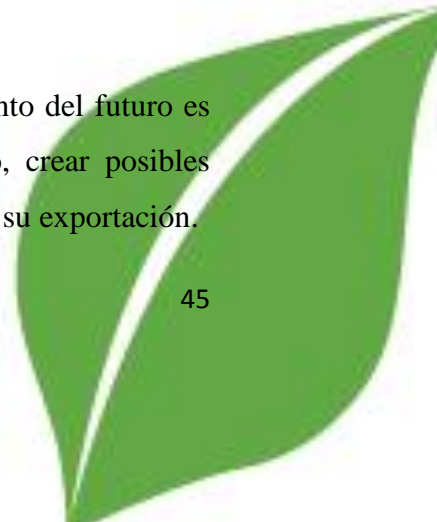 nto del futuro es
, crear posibles
su exportación.
45